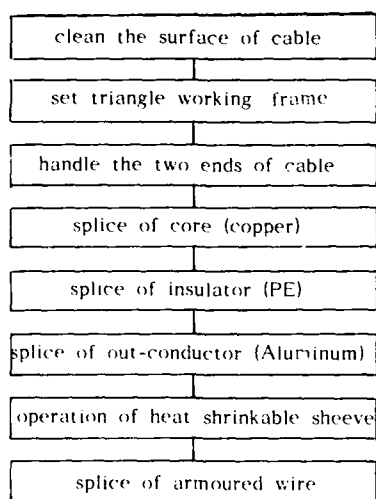 clean the surface of cable
set triangle working frame
handle the two ends of cable
splice of core (copper)
splice of insulator (PE)
splice of out-conductor (Aluminum)
operation of heat shrinkable sheeve
splice of armoured wire